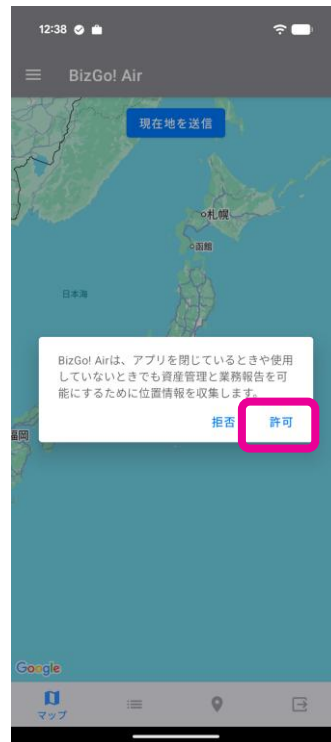 12:38
BizGo! Air
現在地を送信
札幌
函館
日本海
BizGo! Airは、アプリを閉じているときや使用
していないときでも資産管理と業務報告を可
能にするために位置情報を収集します。
拒否 許可
福岡
Google
マップ